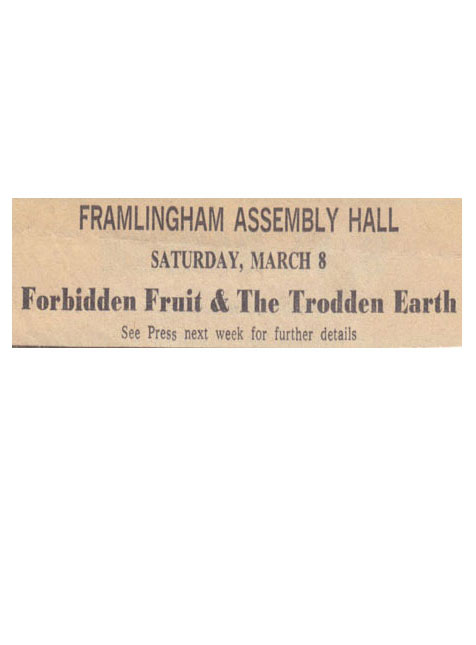 FRAMLINGHAM ASSEMBLY HALL
SATURDAY, MARCH 8
Forbidden Fruit & The Trodden Earth
See Press next week for further details